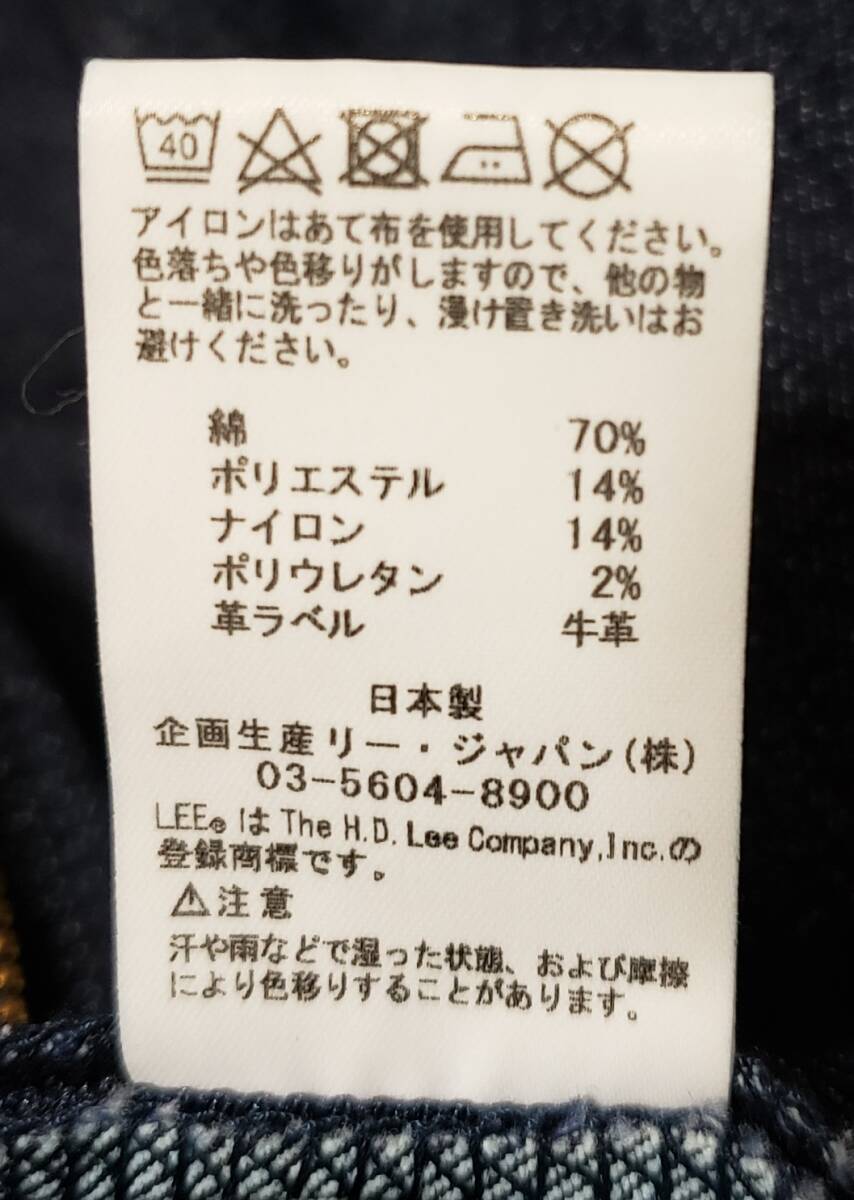 40
アイロンはあて布を使用してください。
色落ちや色移りがしますので、他の物
と一緒に洗ったり、漫け置き洗いはお
避けください。
綿 70%
ポリエステル 14%
ナイロン 14%
ポリウレタン 2%
革ラベル 牛革
日本製
企画生産リー・ジャパン(株)
03-5604-8900
LEE® は The H.D. Lee Company,Inc.の
登録商標です。
⚠注意
汗や雨などで湿った状態、および摩擦
により色移りすることがあります。